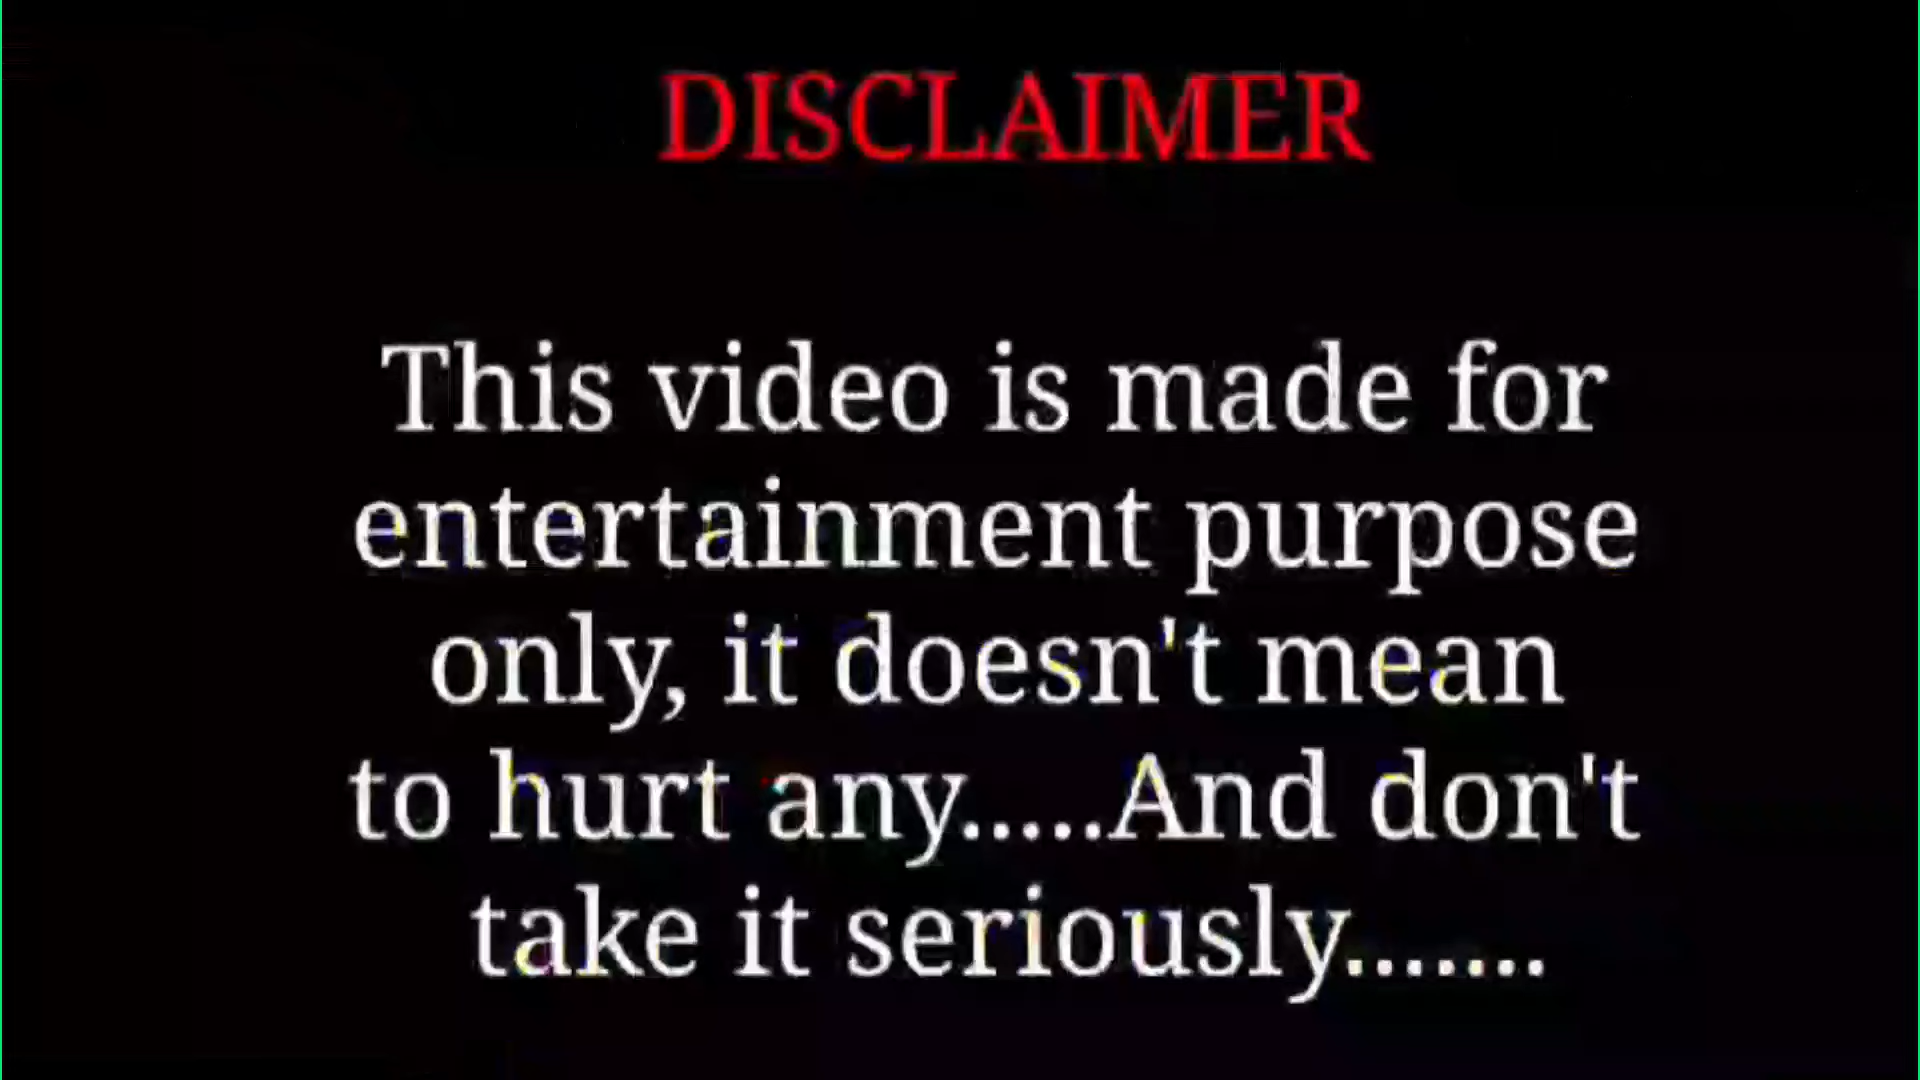 DISCLAIMER
This video is made for
entertainment purpose
only, it doesn't mean
to hurt any.....And don't
take it seriously.......